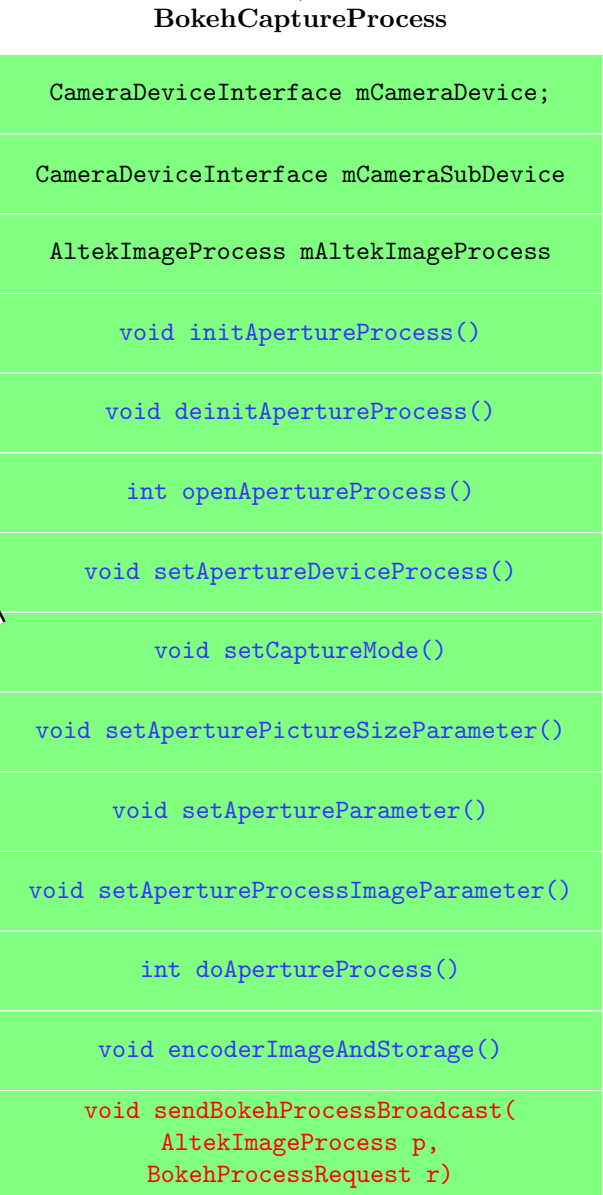 BokehCaptureProcess
CameraDeviceInterface mCameraDevice;
CameraDeviceInterface mCameraSubDevice
AltekImageProcess mAltekImageProcess
void initApertureProcess()
void deinitApertureProcess()
int openApertureProcess()
void setApertureDeviceProcess()
void setCaptureMode()
void setAperturePictureSizeParameter()
void setApertureParameter()
void setApertureProcessImageParameter()
int doApertureProcess()
void encoderImageAndStorage()
void sendBokehProcessBroadcast(
AltekImageProcess p,
BokehProcessRequest r)